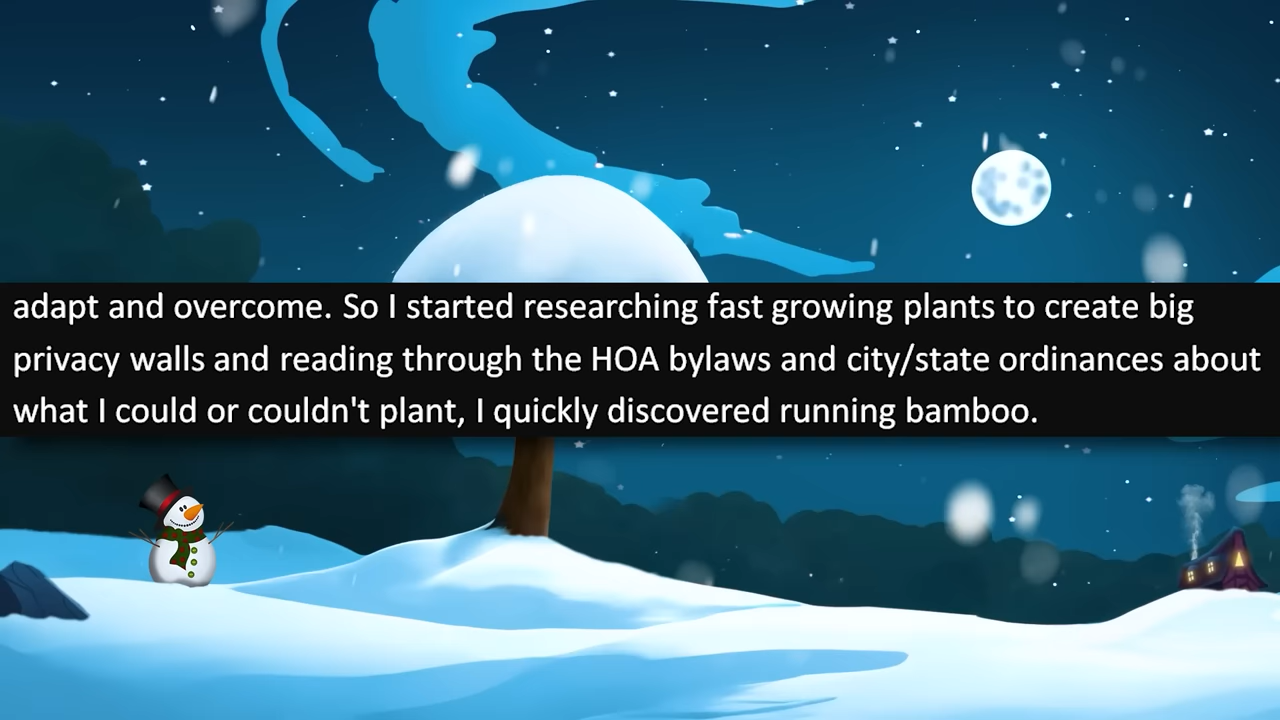 adapt and overcome. So I started researching fast growing plants to create big
privacy walls and reading through the HOA bylaws and city/state ordinances about
what I could or couldn't plant, I quickly discovered running bamboo.